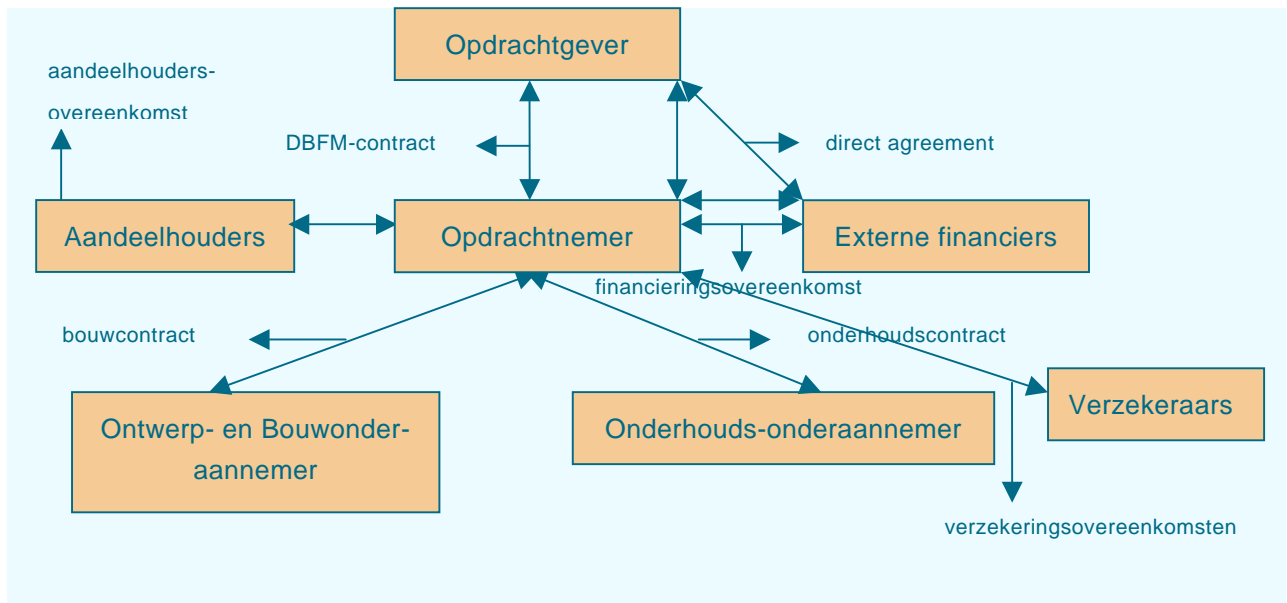 Opdrachtgever
aandeelhouders-
overeenkomst
DBFM-contract
direct agreement
Aandeelhouders
Opdrachtnemer
Externe financiers
financieringsovereenkomst
bouwcontract
onderhoudscontract
Verzekeraars
Ontwerp- en Bouwonder-
aannemer
Onderhouds-onderaannemer
verzekeringsovereenkomsten